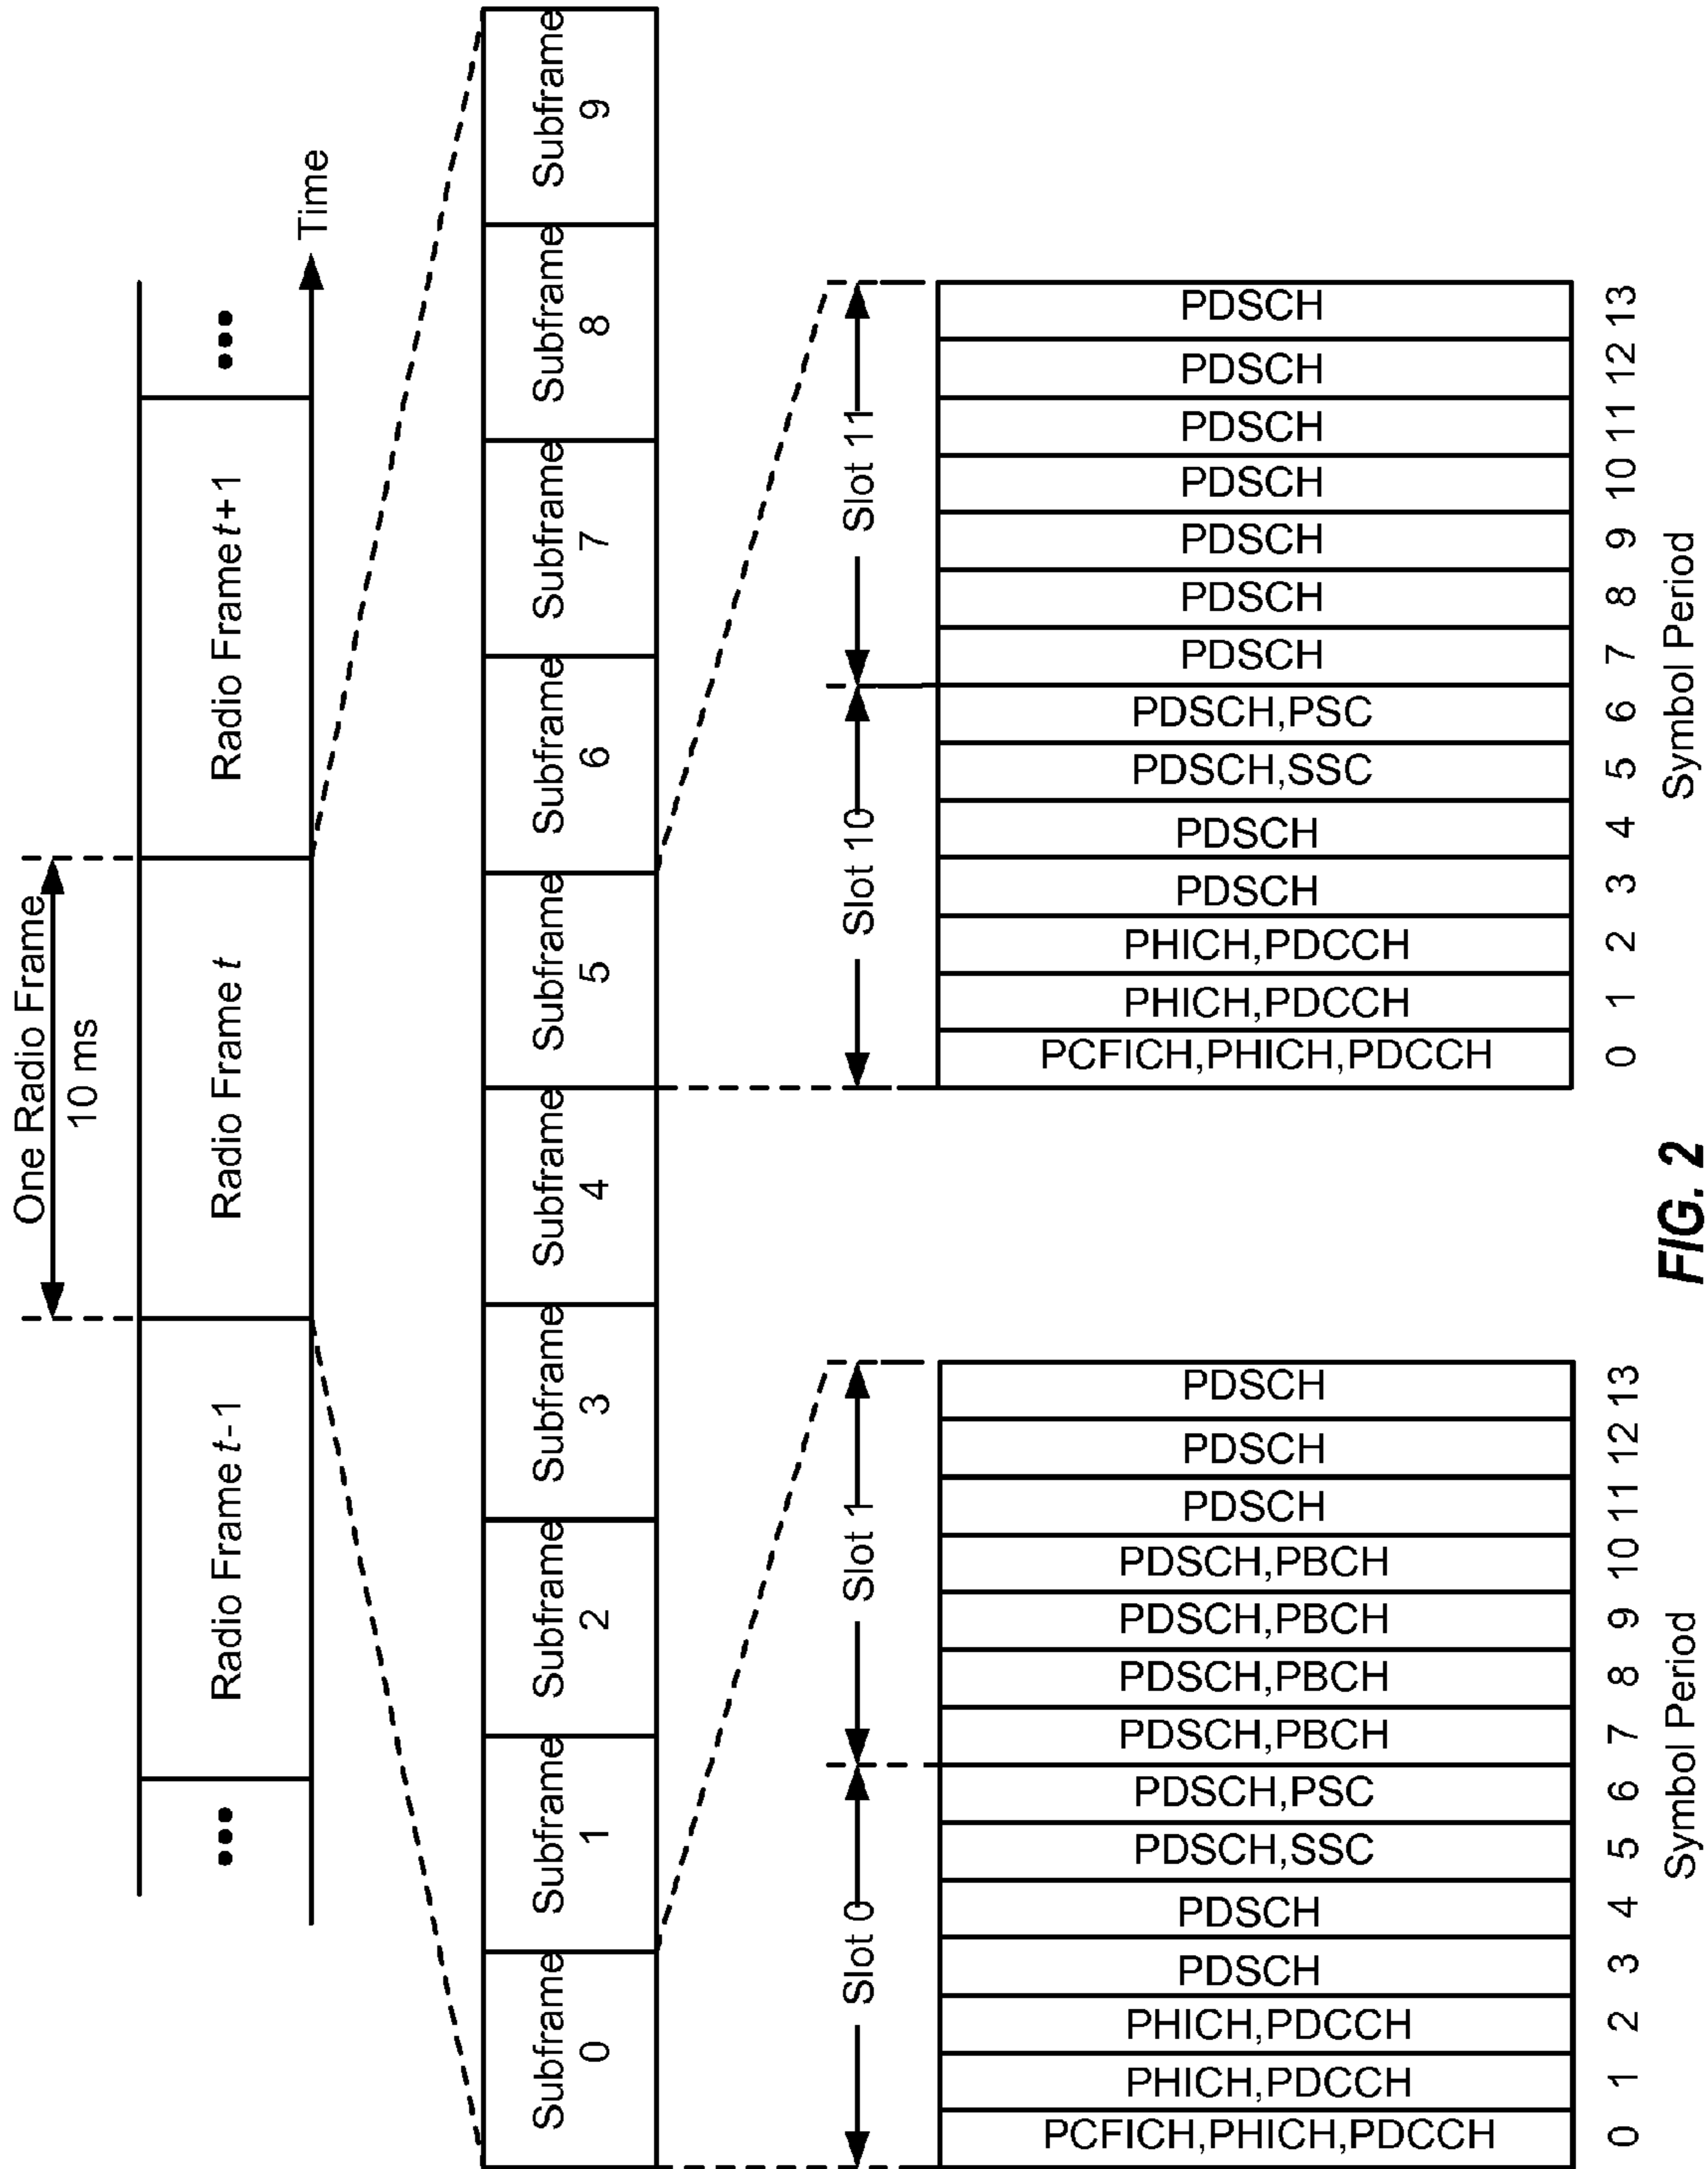 One Radio Frame
10 ms
••• Radio Frame t-1 Radio Frame t Radio Frame t+1 •••
Time
Subframe 0
Subframe 1
Subframe 2
Subframe 3
Subframe 4
Subframe 5
Subframe 6
Subframe 7
Subframe 8
Subframe 9
Slot 0
Slot 1
PCFICH,PHICH,PDCCH
PHICH,PDCCH
PHICH,PDCCH
PDSCH
PDSCH
PDSCH,SSC
PDSCH,PSC
PDSCH,PBCH
PDSCH,PBCH
PDSCH,PBCH
PDSCH,PBCH
PDSCH
PDSCH
PDSCH
0 1 2 3 4 5 6 7 8 9 10 11 12 13
Symbol Period
Slot 10
Slot 11
PCFICH,PHICH,PDCCH
PHICH,PDCCH
PHICH,PDCCH
PDSCH
PDSCH
PDSCH,SSC
PDSCH,PSC
PDSCH
PDSCH
PDSCH
PDSCH
PDSCH
PDSCH
PDSCH
0 1 2 3 4 5 6 7 8 9 10 11 12 13
Symbol Period
FIG. 2